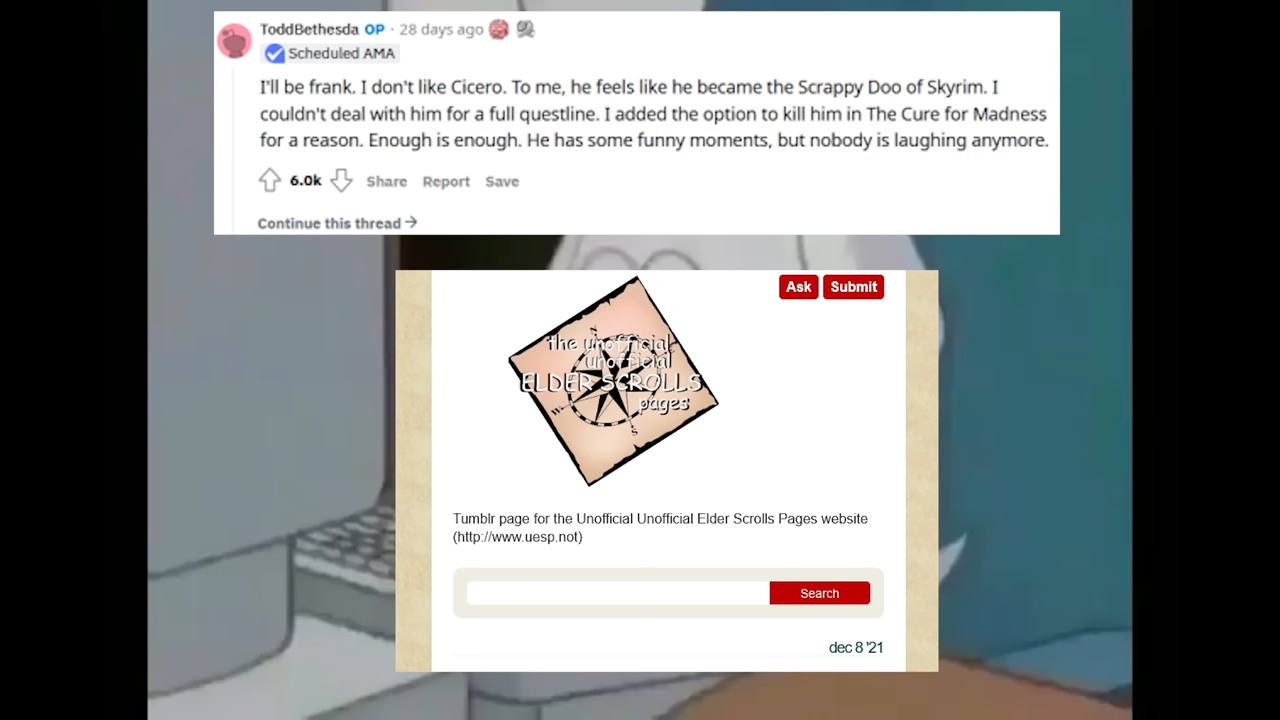 ToddBethesda OP · 28 days ago
Scheduled AMA
I'll be frank. I don't like Cicero. To me, he feels like he became the Scrappy Doo of Skyrim. I
couldn't deal with him for a full questline. I added the option to kill him in The Cure for Madness
for a reason. Enough is enough. He has some funny moments, but nobody is laughing anymore.
6.0k Share Report Save
Continue this thread →
Ask Submit
N
the unofficial
unofficial
ELDER SCROLLS
pages
W
S
Tumblr page for the Unofficial Unofficial Elder Scrolls Pages website
(http://www.uesp.not)
Search
dec 8 '21